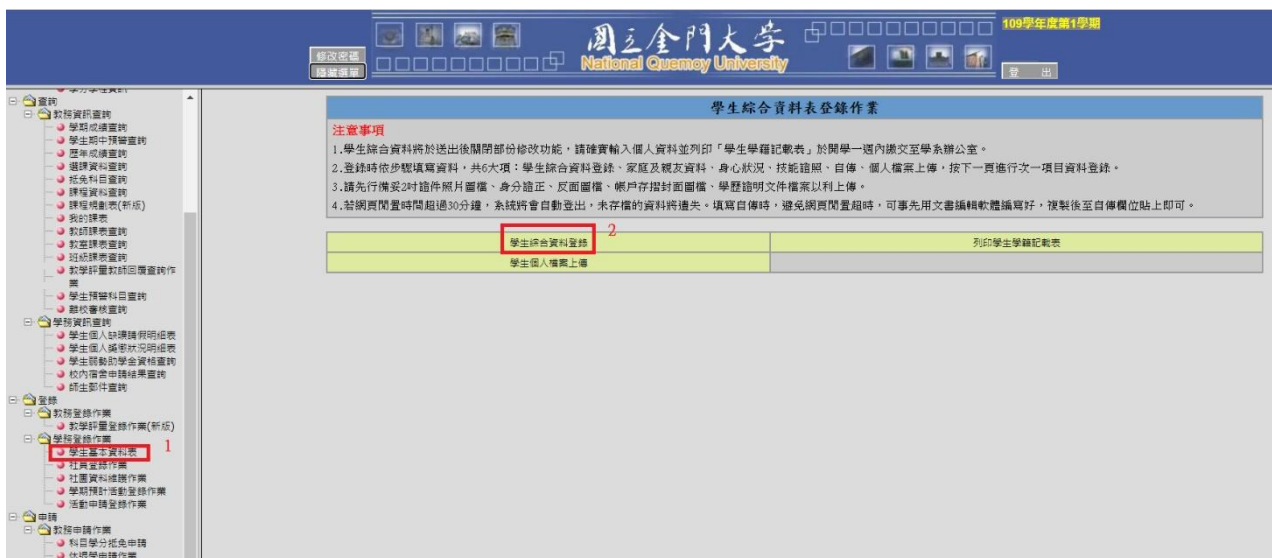 109學年度第1學期
修改密碼
隱藏選單
國立金門大学
National Quemoy University
登 出
學分學程資訊
查詢
教務資訊查詢
學期成績查詢
學生期中預警查詢
歷年成績查詢
選課資料查詢
抵免科目查詢
課程資料查詢
課程規劃表(新版)
我的課表
教師課表查詢
教室課表查詢
班級課表查詢
教學評量教師回覆查詢作
業
學生預警科目查詢
離校審核查詢
學務資訊查詢
學生個人缺曠請假明細表
學生個人獎懲狀況明細表
學生弱勢助學金資格查詢
校內宿舍申請結果查詢
師生郵件查詢
登錄
教務登錄作業
教學評量登錄作業(新版)
學務登錄作業
學生基本資料表
1
社員登錄作業
社團資料維護作業
學期預計活動登錄作業
活動申請登錄作業
申請
教務申請作業
科目學分抵免申請
休退學申請作業
學生綜合資料表登錄作業
注意事項
1.學生綜合資料將於送出後關閉部份修改功能，請確實輸入個人資料並列印「學生學籍記載表」於開學一週內繳交至學系辦公室。
2.登錄時依步驟填寫資料，共6大項：學生綜合資料登錄、家庭及親友資料、身心狀況、技能證照、自傳、個人檔案上傳，按下一頁進行次一項目資料登錄。
3.請先行備妥2吋證件照片圖檔、身分證正、反面圖檔、帳戶存摺封面圖檔、學歷證明文件檔案以利上傳。
4.若網頁閒置時間超過30分鐘，系統將會自動登出，未存檔的資料將遺失。填寫自傳時，避免網頁閒置超時，可事先用文書編輯軟體編寫好，複製後至自傳欄位貼上即可。
學生綜合資料登錄
2
列印學生學籍記載表
學生個人檔案上傳